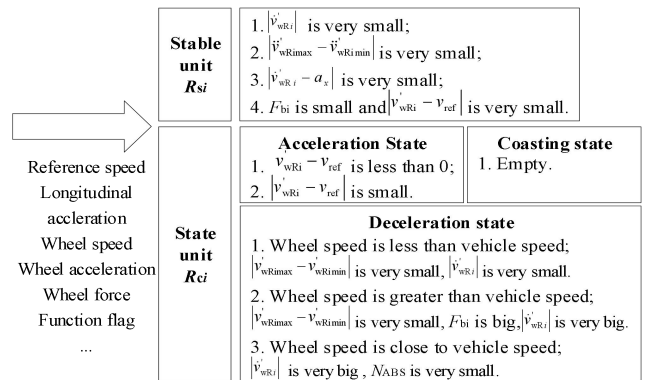 Stable
unit
Rsi
1. |v̇'wRi| is very small;
2. |v̈'wRimax − v̈'wRimin| is very small;
3. |v̇'wRi − ax| is very small;
4. Fbi is small and |v'wRi − vref| is very small.
Reference speed
Longitudinal
accleration
Wheel speed
Wheel acceleration
Wheel force
Function flag
...
State
unit
Rci
Acceleration State
1. v'wRi − vref is less than 0;
2. |v'wRi − vref| is small.
Coasting state
1. Empty.
Deceleration state
1. Wheel speed is less than vehicle speed;
|v'wRimax − v'wRimin| is very small, |v̇'wRi| is very small.
2. Wheel speed is greater than vehicle speed;
|v'wRimax − v'wRimin| is very small, Fbi is big, |v̇'wRi| is very big.
3. Wheel speed is close to vehicle speed;
|v̇'wRi| is very big , NABS is very small.